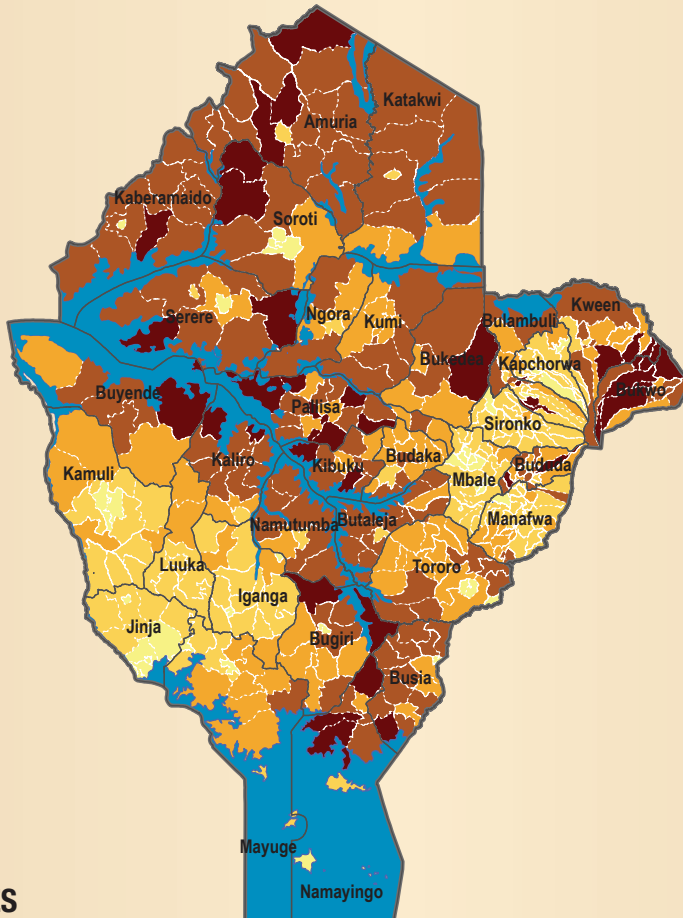 Katakwi
Amuria
Kaberamaido
Soroti
Kween
Serere
Ngora
Kumi
Bulambuli
Bukedea
Kapchorwa
Buyende
Bukwo
Pallisa
Sironko
Kaliro
Kamuli
Kibuku
Budaka
Mbale
Bududa
Namutumba
Butaleja
Manafwa
Luuka
Tororo
Iganga
Jinja
Bugiri
Busia
Mayuge
Namayingo